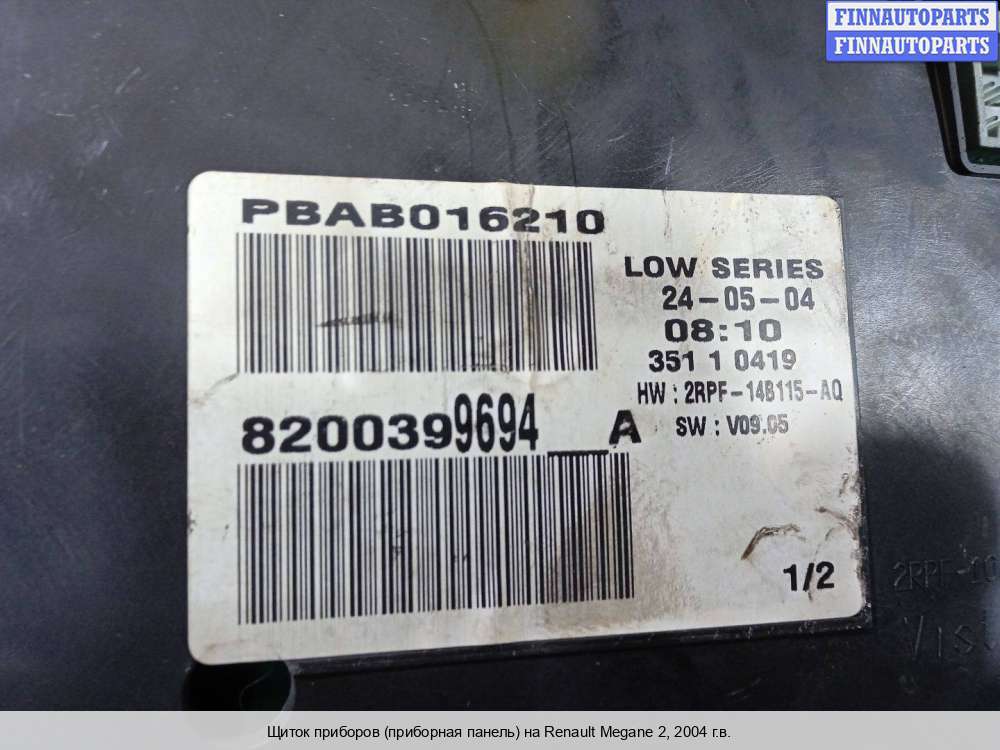 FINNAUTOPARTS
FINNAUTOPARTS
PBAB016210
LOW SERIES
24-05-04
08:10
351 1 0419
HW : 2RPF-14B115-AQ
8200399694___A
SW : V09.05
1/2
Щиток приборов (приборная панель) на Renault Megane 2, 2004 г.в.